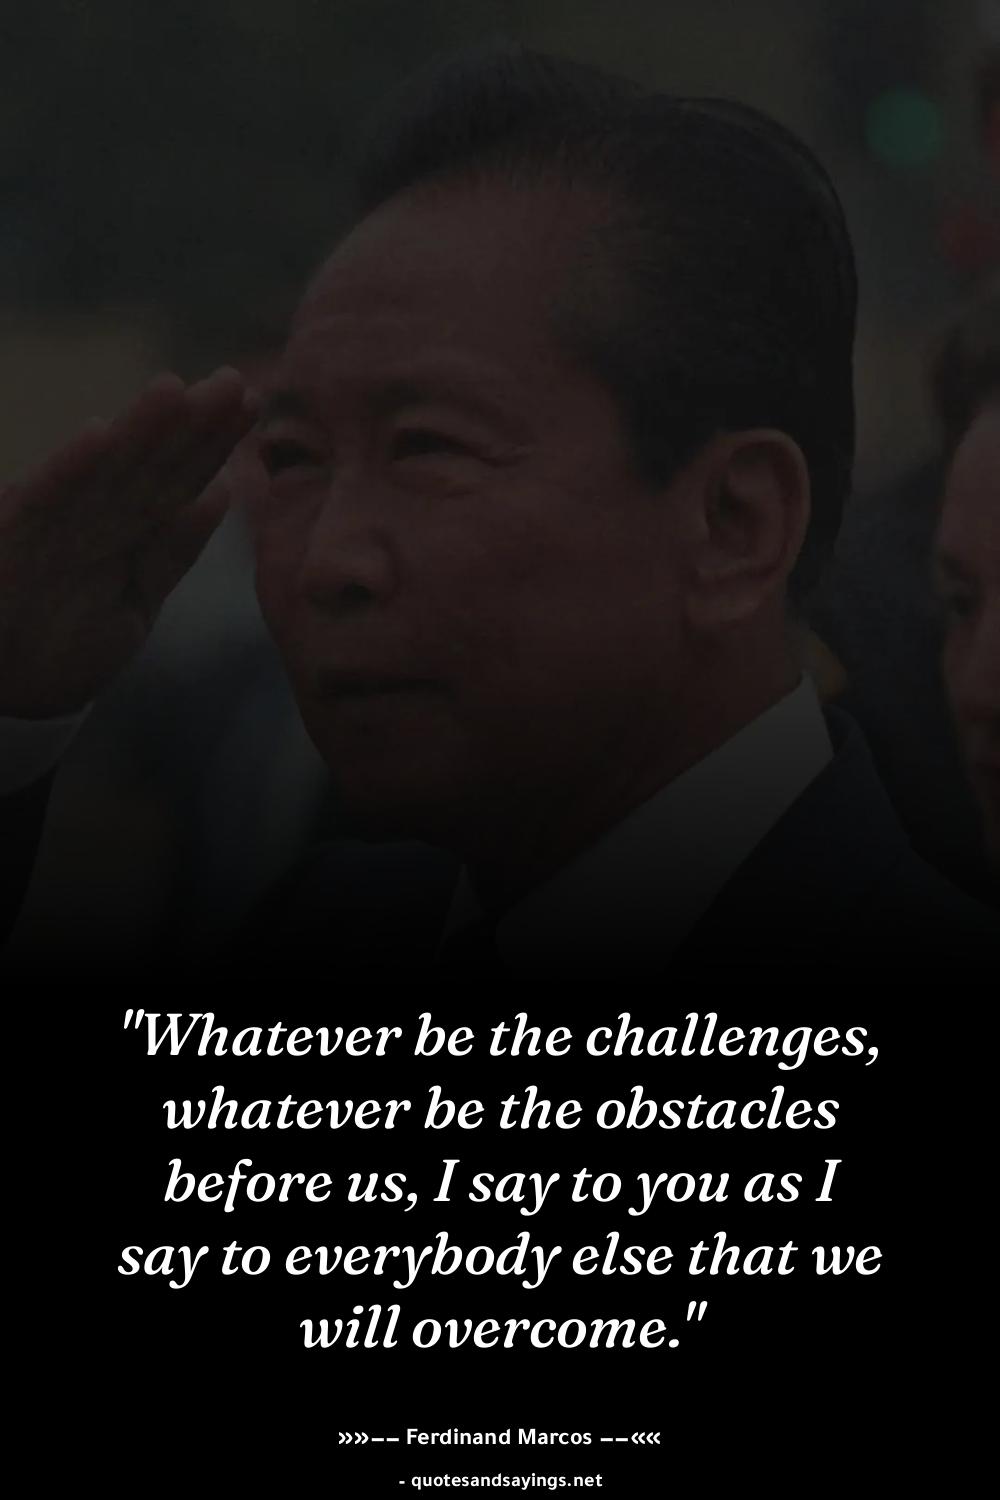 "Whatever be the challenges,
whatever be the obstacles
before us, I say to you as I
say to everybody else that we
will overcome."
»»–– Ferdinand Marcos ––««
- quotesandsayings.net